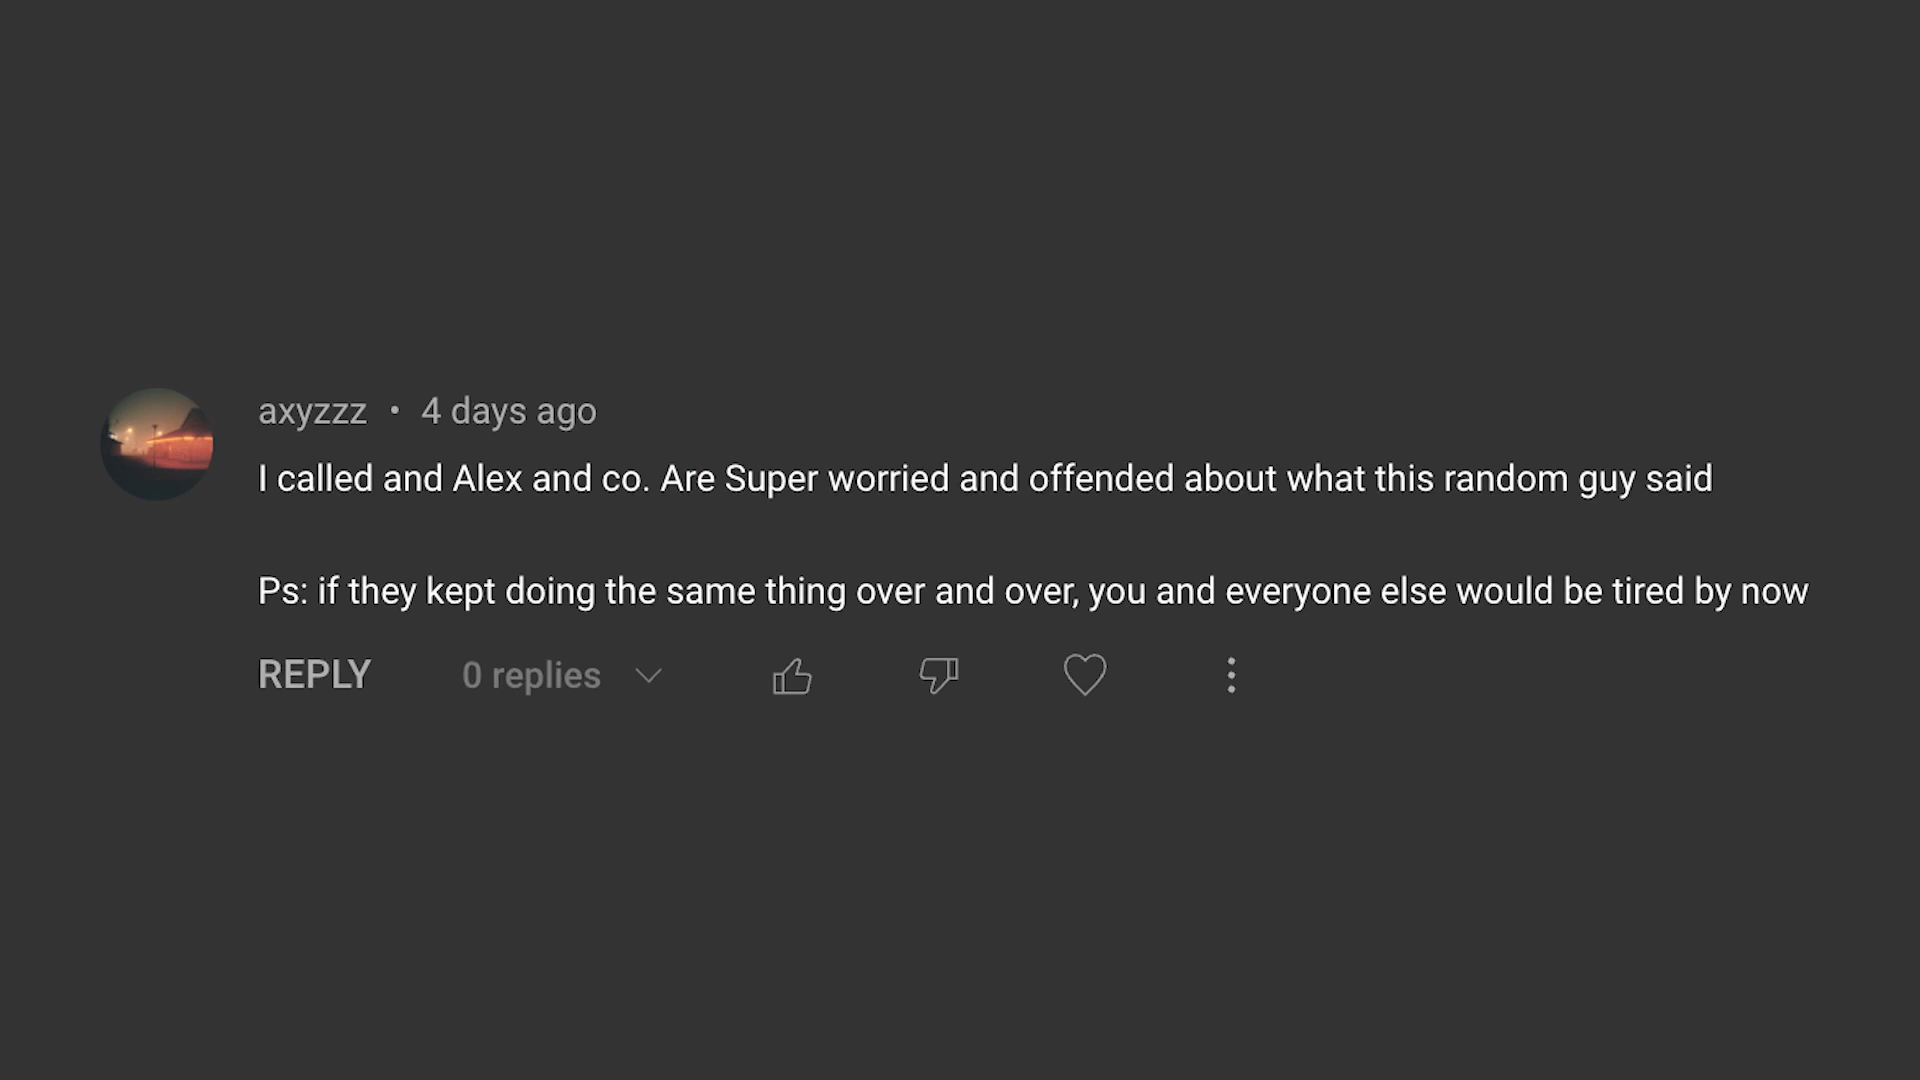 axyzzz • 4 days ago
I called and Alex and co. Are Super worried and offended about what this random guy said
Ps: if they kept doing the same thing over and over, you and everyone else would be tired by now
REPLY 0 replies